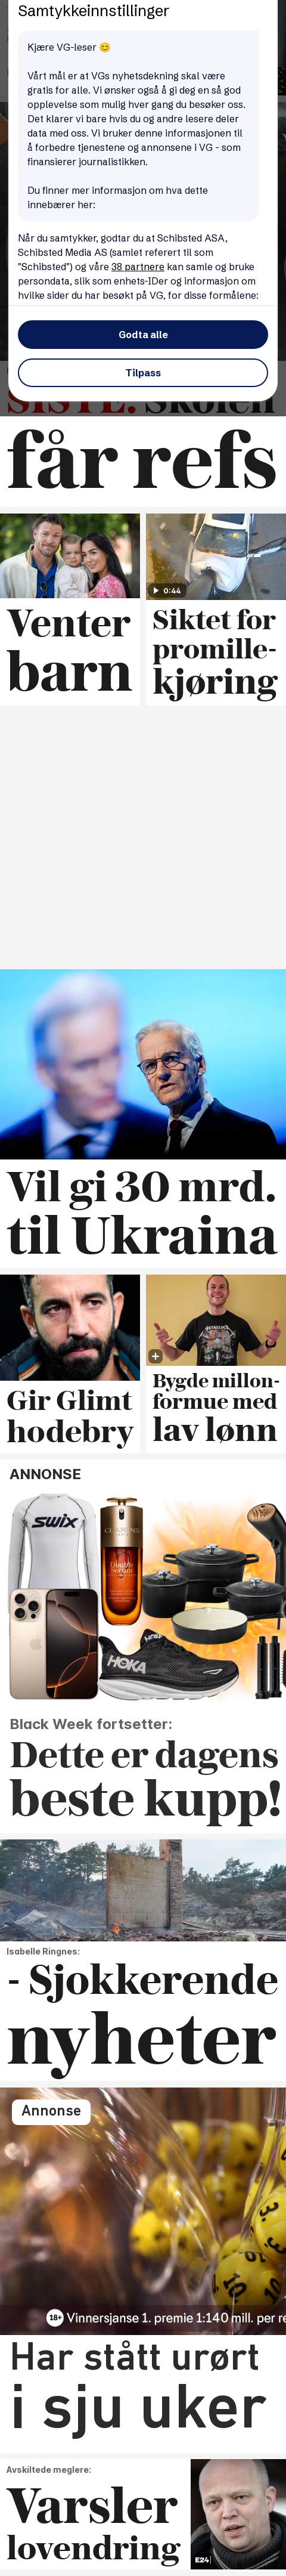 Samtykkeinnstillinger
Kjære VG-leser 😊
Vårt mål er at VGs nyhetsdekning skal være
gratis for alle. Vi ønsker også å gi deg en så god
opplevelse som mulig hver gang du besøker oss.
Det klarer vi bare hvis du og andre lesere deler
data med oss. Vi bruker denne informasjonen til
å forbedre tjenestene og annonsene i VG - som
finansierer journalistikken.
Du finner mer informasjon om hva dette
innebærer her:
Når du samtykker, godtar du at Schibsted ASA,
Schibsted Media AS (samlet referert til som
"Schibsted") og våre 38 partnere kan samle og bruke
persondata, slik som enhets-IDer og informasjon om
hvilke sider du har besøkt på VG, for disse formålene:
Godta alle
Tilpass
SISTE: Skolen
får refs
0:44
Venter
barn
Siktet for
promille-
kjøring
Vil gi 30 mrd.
til Ukraina
Gir Glimt
hodebry
Bygde millon-
formue med
lav lønn
ANNONSE
SWIX
CLARINS
Double Serum
HOKA
Black Week fortsetter:
Dette er dagens
beste kupp!
Isabelle Ringnes:
- Sjokkerende
nyheter
Annonse
18+ Vinnersjanse 1. premie 1:140 mill. per re
Har stått urørt
i sju uker
Avskiltede meglere:
Varsler
lovendring
E24